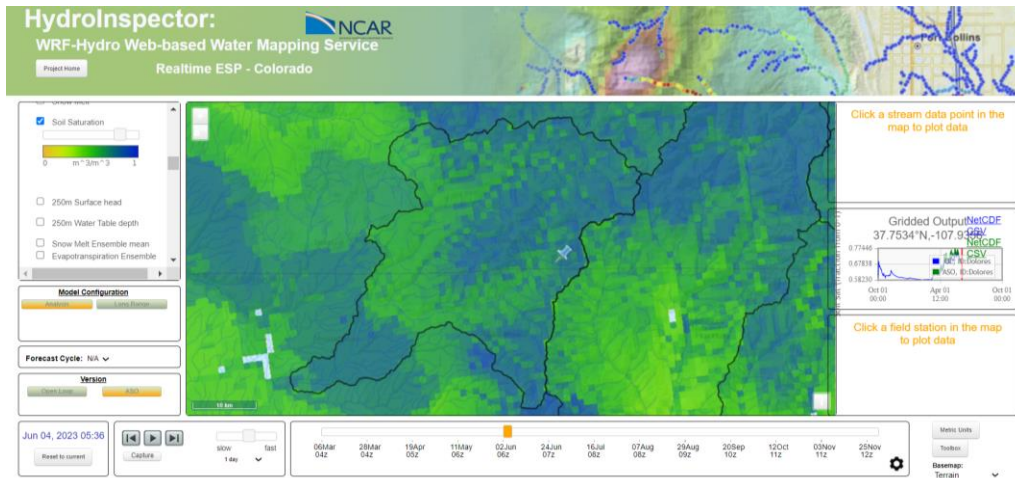 HydroInspector:
NCAR
WRF-Hydro Web-based Water Mapping Service
Project Home
Realtime ESP - Colorado
Fort Collins
Soil Saturation
0 m^3/m^3 1
250m Surface head
250m Water Table depth
Snow Melt Ensemble mean
Evapotranspiration Ensemble
Model Configuration
Analysis Long Range
Forecast Cycle: N/A
Version
Open Loop ASO
10 km
Click a stream data point in the
map to plot data
Gridded Output
NetCDF
CSV
37.7534°N,
NetCDF
CSV
0.77446
0.67838
0.58230
ASO, ID:Dolores
Oct 01
00:00
Apr 01
12:00
Oct 01
00:00
Click a field station in the map
to plot data
Jun 04, 2023 05:36
Reset to current
Capture
slow fast
1 day
06Mar
04z
28Mar
04z
19Apr
05z
11May
06z
02Jun
06z
24Jun
07z
16Jul
07z
07Aug
08z
29Aug
09z
20Sep
10z
12Oct
11z
03Nov
11z
25Nov
12z
Metric Units
Toolbox
Basemap:
Terrain